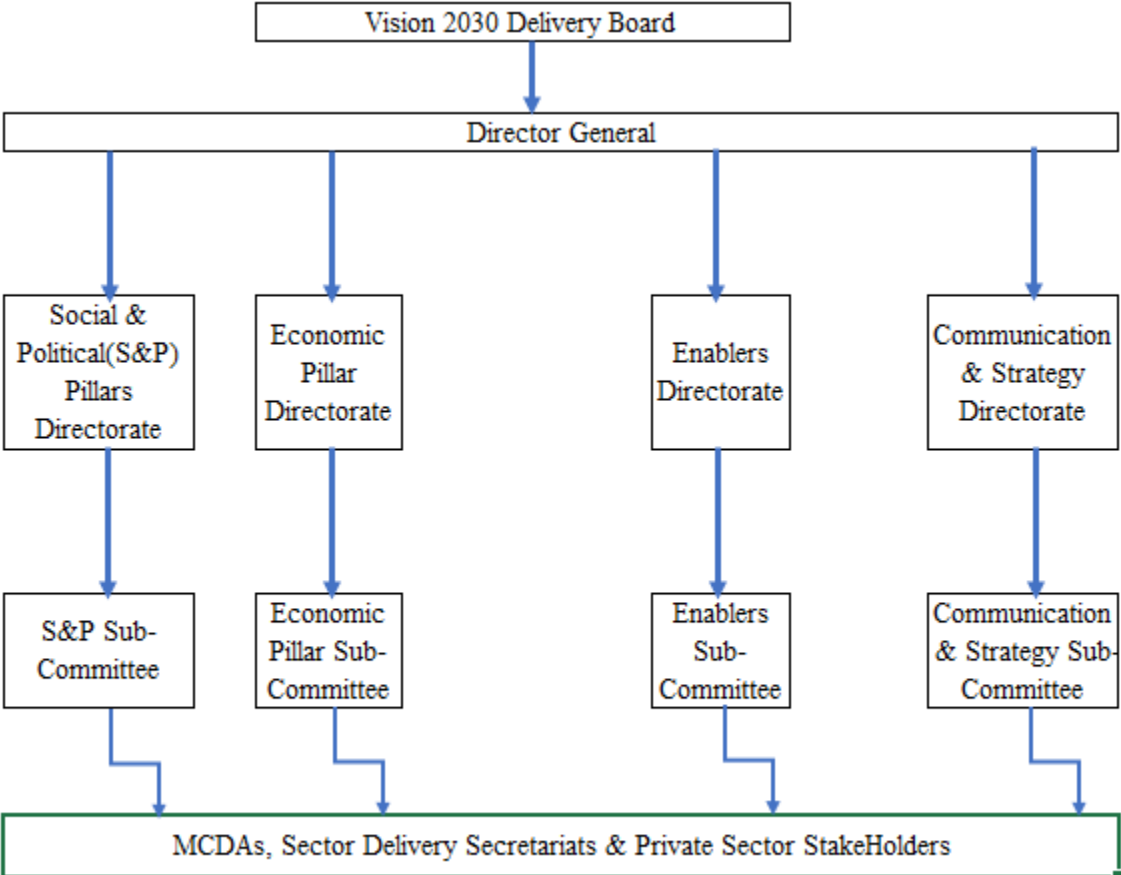 Vision 2030 Delivery Board
Director General
Social &
Political(S&P)
Pillars
Directorate
Economic
Pillar
Directorate
Enablers
Directorate
Communication
& Strategy
Directorate
S&P Sub-
Committee
Economic
Pillar Sub-
Committee
Enablers
Sub-
Committee
Communication
& Strategy Sub-
Committee
MCDAs, Sector Delivery Secretariats & Private Sector StakeHolders